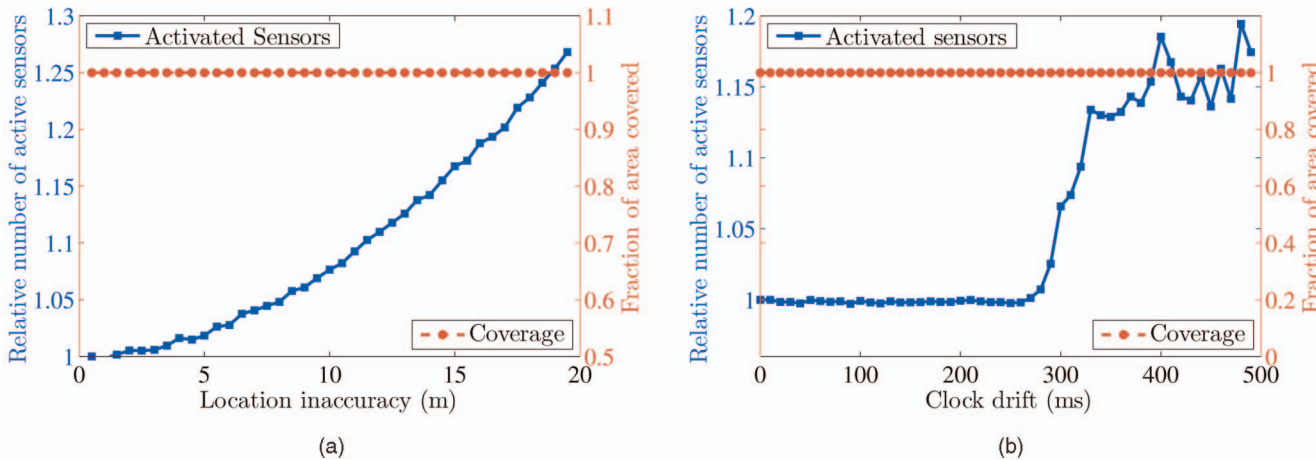 1.3
1.25
1.2
1.15
1.1
1.05
1
Relative number of active sensors
Activated Sensors
Coverage
1.1
1
0.9
0.8
0.7
0.6
0.5
Fraction of area covered
0 5 10 15 20
Location inaccuracy (m)
(a)
1.2
1.15
1.1
1.05
1
Relative number of active sensors
Activated sensors
Coverage
1
0.8
0.6
0.4
0.2
0
Fraction of area covered
0 100 200 300 400 500
Clock drift (ms)
(b)